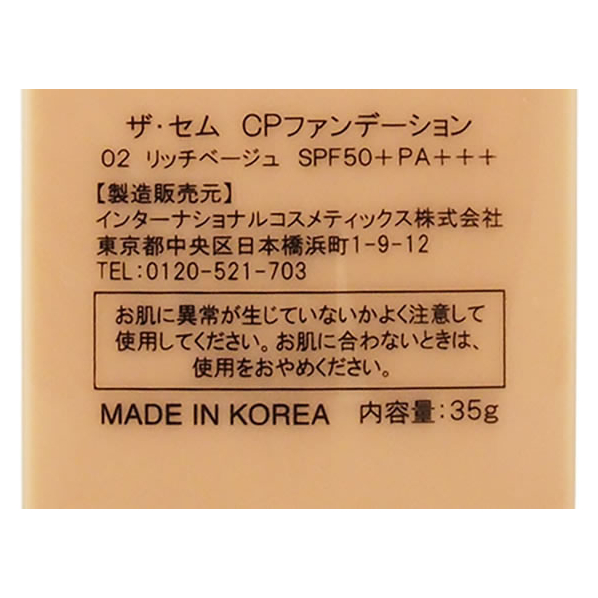 ザ・セム CPファンデーション
02 リッチベージュ SPF50+PA+++
【製造販売元】
インターナショナルコスメティックス株式会社
東京都中央区日本橋浜町1-9-12
TEL:0120-521-703
お肌に異常が生じていないかよく注意して
使用してください。お肌に合わないときは、
使用をおやめください。
MADE IN KOREA 内容量:35g